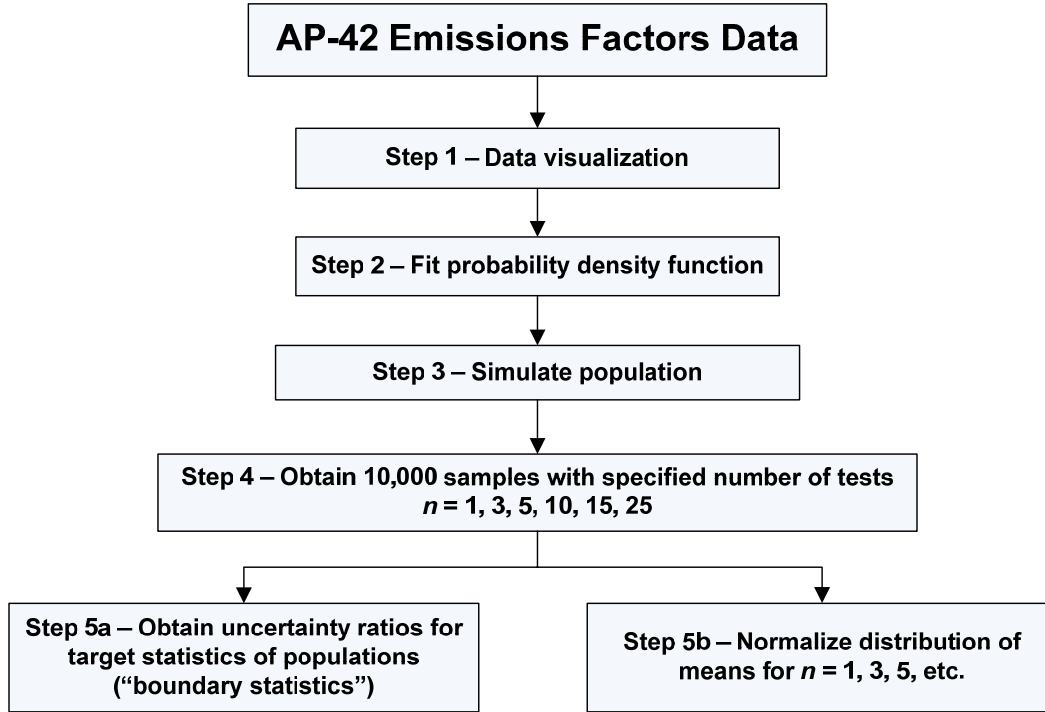 AP-42 Emissions Factors Data
Step 1 – Data visualization
Step 2 – Fit probability density function
Step 3 – Simulate population
Step 4 – Obtain 10,000 samples with specified number of tests
n = 1, 3, 5, 10, 15, 25
Step 5a – Obtain uncertainty ratios for
target statistics of populations
(“boundary statistics”)
Step 5b – Normalize distribution of
means for n = 1, 3, 5, etc.